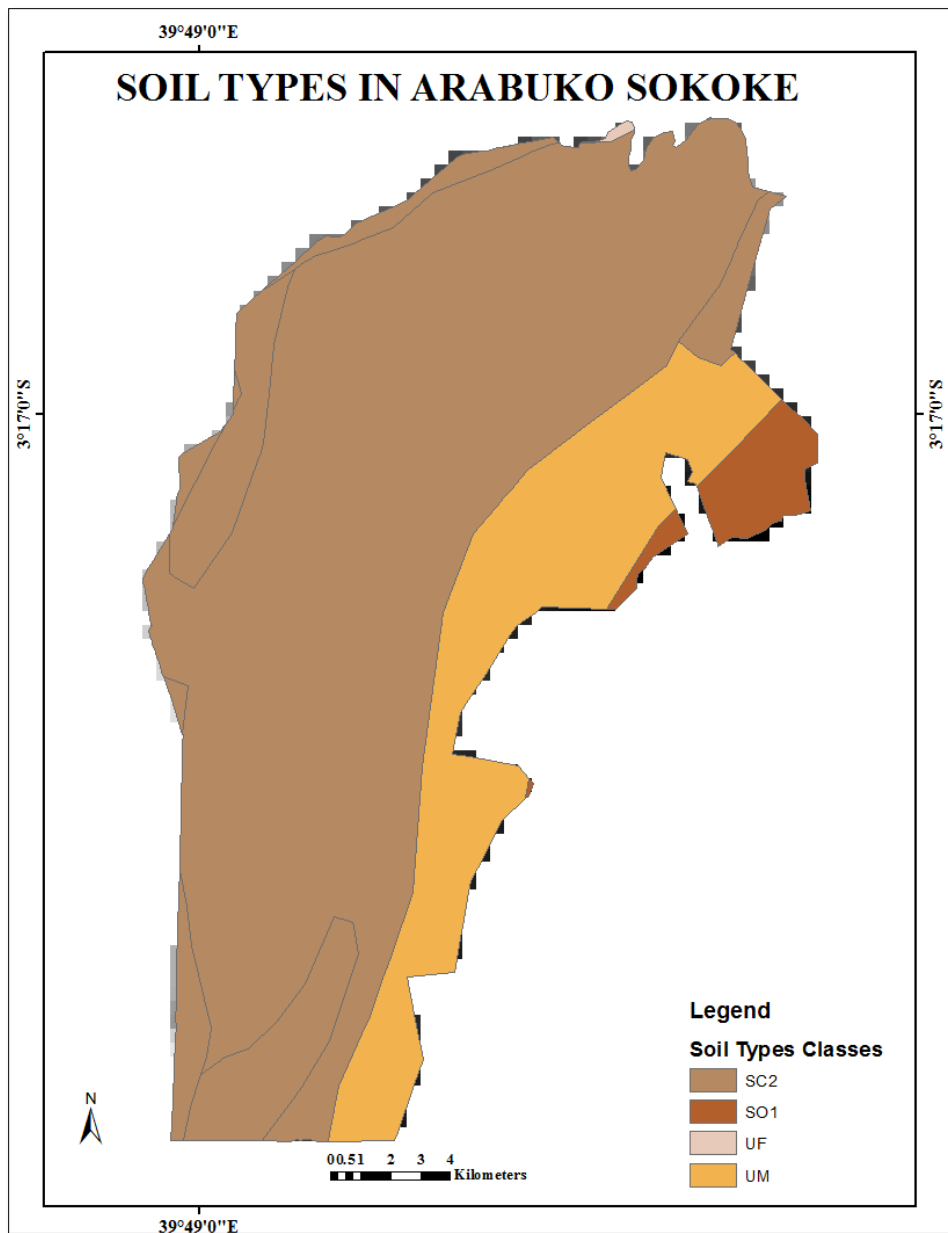 39°49'0"E
SOIL TYPES IN ARABUKO SOKOKE
3°17'0"S
3°17'0"S
Legend
Soil Types Classes
SC2
SO1
UF
UM
N
0 0.5 1 2 3 4
Kilometers
39°49'0"E